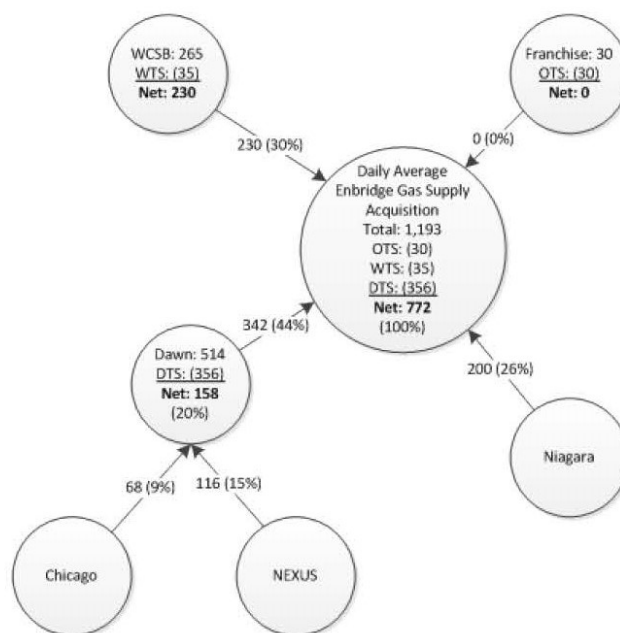 WCSB: 265
WTS: (35)
Net: 230
Franchise: 30
OTS: (30)
Net: 0
230 (30%)
0 (0%)
Daily Average
Enbridge Gas Supply
Acquisition
Total: 1,193
OTS: (30)
WTS: (35)
DTS: (356)
Net: 772
(100%)
342 (44%)
Dawn: 514
DTS: (356)
Net: 158
(20%)
200 (26%)
Niagara
68 (9%)
116 (15%)
Chicago
NEXUS